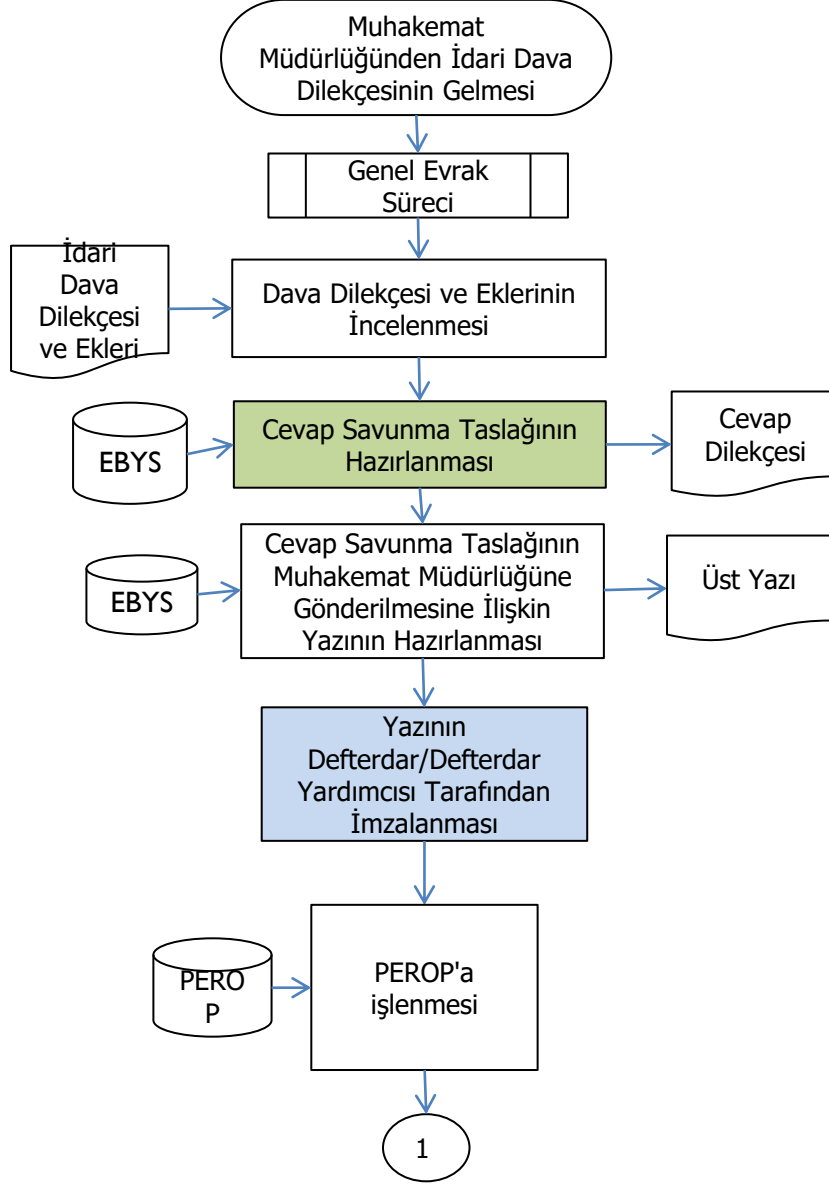 Muhakemat
Müdürlüğünden İdari Dava
Dilekçesinin Gelmesi
Genel Evrak
Süreci
İdari
Dava
Dilekçesi
ve Ekleri
Dava Dilekçesi ve Eklerinin
İncelenmesi
EBYS
Cevap Savunma Taslağının
Hazırlanması
Cevap
Dilekçesi
EBYS
Cevap Savunma Taslağının
Muhakemat Müdürlüğüne
Gönderilmesine İlişkin
Yazının Hazırlanması
Üst Yazı
Yazının
Defterdar/Defterdar
Yardımcısı Tarafından
İmzalanması
PERO
P
PEROP'a
işlenmesi
1